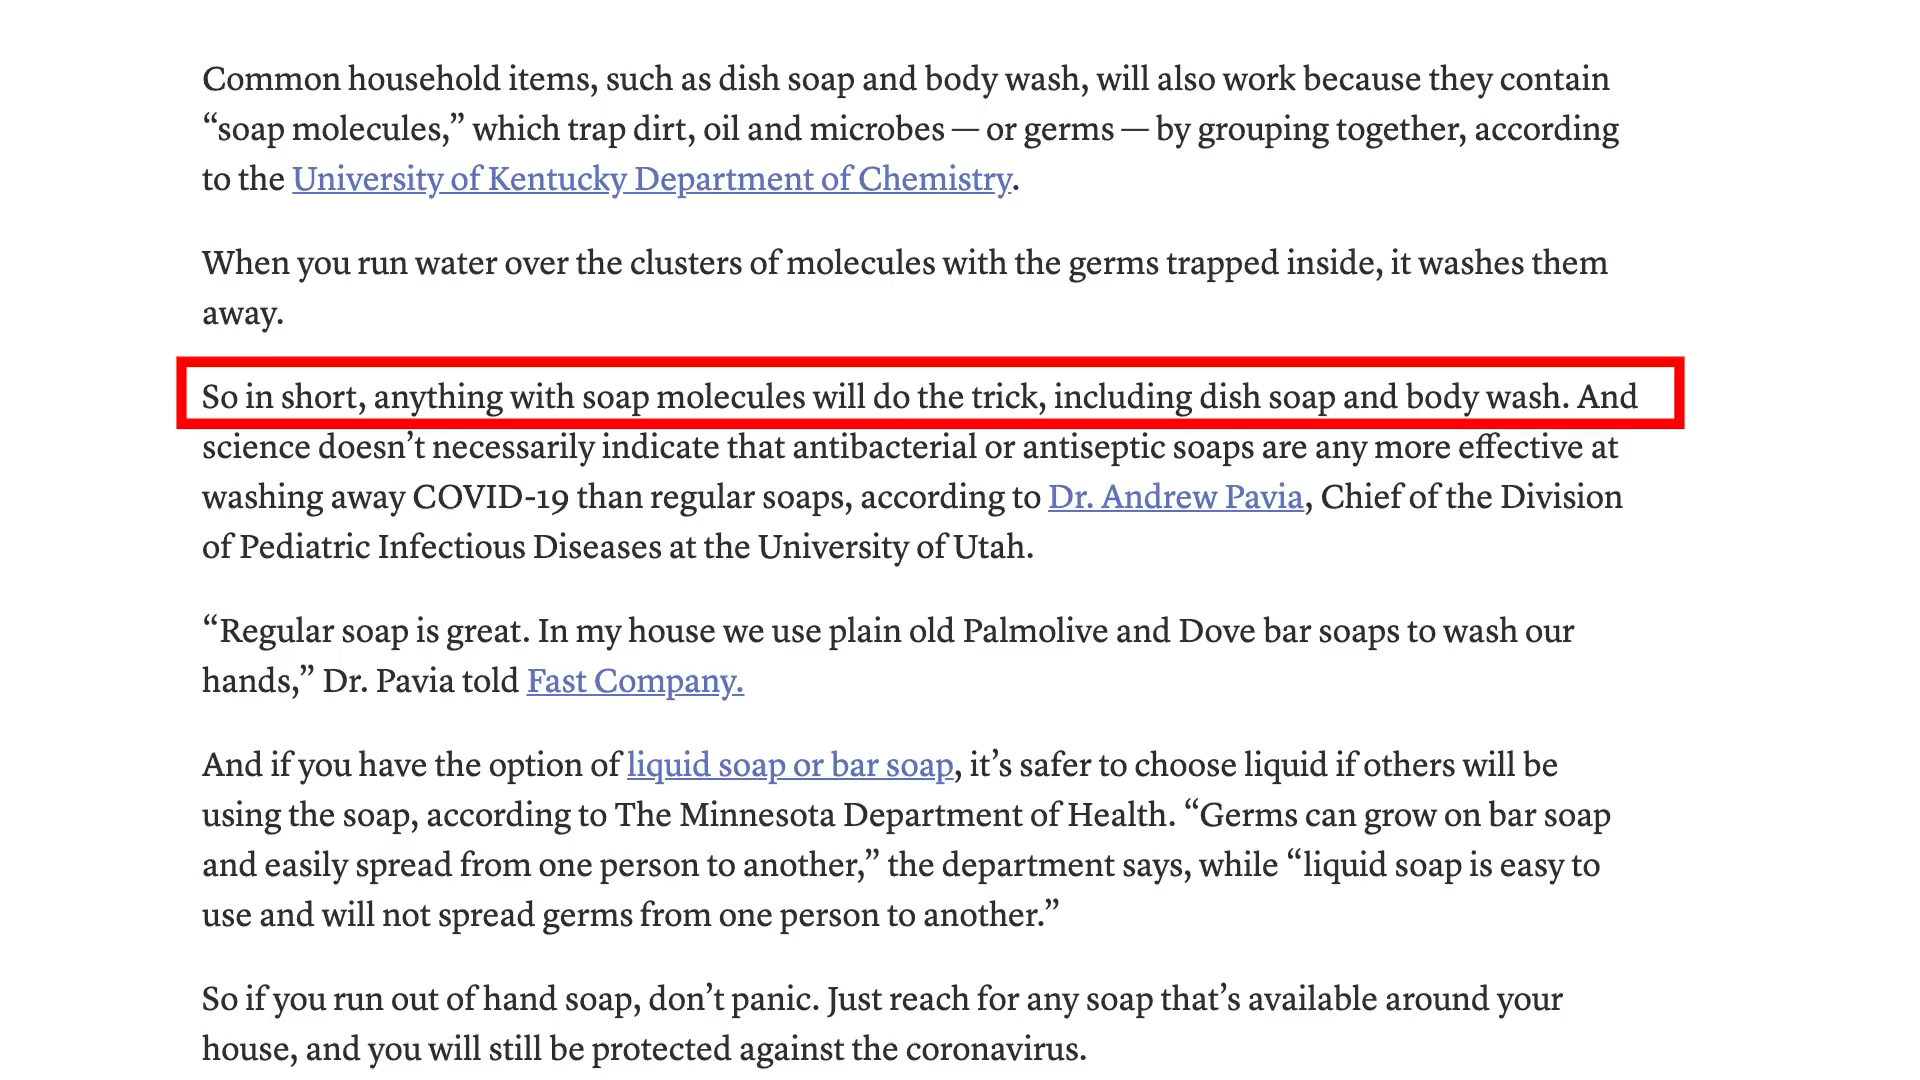 Common household items, such as dish soap and body wash, will also work because they contain
“soap molecules,” which trap dirt, oil and microbes — or germs — by grouping together, according
to the University of Kentucky Department of Chemistry.
When you run water over the clusters of molecules with the germs trapped inside, it washes them
away.
So in short, anything with soap molecules will do the trick, including dish soap and body wash. And
science doesn’t necessarily indicate that antibacterial or antiseptic soaps are any more effective at
washing away COVID-19 than regular soaps, according to Dr. Andrew Pavia, Chief of the Division
of Pediatric Infectious Diseases at the University of Utah.
“Regular soap is great. In my house we use plain old Palmolive and Dove bar soaps to wash our
hands,” Dr. Pavia told Fast Company.
And if you have the option of liquid soap or bar soap, it’s safer to choose liquid if others will be
using the soap, according to The Minnesota Department of Health. “Germs can grow on bar soap
and easily spread from one person to another,” the department says, while “liquid soap is easy to
use and will not spread germs from one person to another.”
So if you run out of hand soap, don’t panic. Just reach for any soap that’s available around your
house, and you will still be protected against the coronavirus.